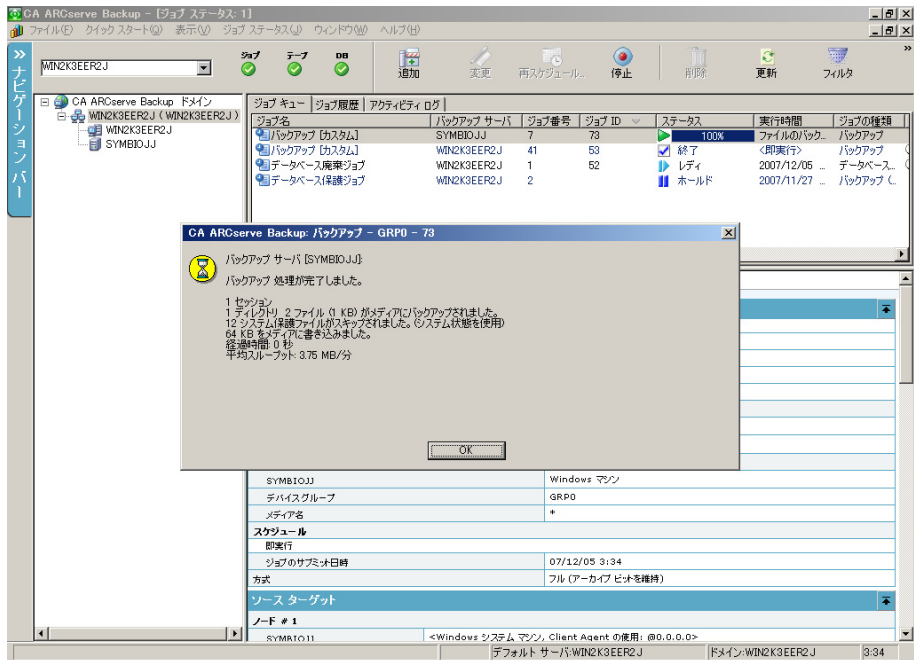 CA ARCserve Backup - [ジョブ ステータス: 1]
ファイル(F) クイック スタート(Q) 表示(V) ジョブ ステータス(J) ウィンドウ(W) ヘルプ(H)
ナビゲーション バー
WIN2K3EER2J
ジョブ テープ DB
追加 変更 再スケジュール... 停止 削除 更新 フィルタ
CA ARCserve Backup ドメイン
WIN2K3EER2J ( WIN2K3EER2J )
WIN2K3EER2J
SYMBIOJJ
ジョブ キュー ジョブ履歴 アクティビティ ログ
ジョブ名 バックアップ サーバ ジョブ番号 ジョブ ID ステータス 実行時間 ジョブの種類
バックアップ [カスタム] SYMBIOJJ 7 73 100% ファイルのバック... バックアップ
バックアップ [カスタム] WIN2K3EER2J 41 53 終了 <即実行> バックアップ
データベース廃棄ジョブ WIN2K3EER2J 1 52 レディ 2007/12/05 ... データベース...
データベース保護ジョブ WIN2K3EER2J 2 ホールド 2007/11/27 ... バックアップ (...
CA ARCserve Backup: バックアップ - GRP0 - 73
バックアップ サーバ [SYMBIOJJ]:
バックアップ 処理が完了しました。
1 セッション
1 ディレクトリ 2 ファイル (1 KB) がメディアにバックアップされました。
12 システム保護ファイルがスキップされました。(システム状態を使用)
64 KB をメディアに書き込みました。
経過時間: 0 秒
平均スループット: 3.75 MB/分
OK
SYMBIOJJ Windows マシン
デバイス グループ GRP0
メディア名 *
スケジュール
即実行
ジョブのサブミット日時 07/12/05 3:34
方式 フル (アーカイブ ビットを維持)
ソース ターゲット
ノード # 1
SYMBIOJJ <Windows システム マシン, Client Agent の使用: @0.0.0.0>
デフォルト サーバ:WIN2K3EER2J ドメイン:WIN2K3EER2J 3:34